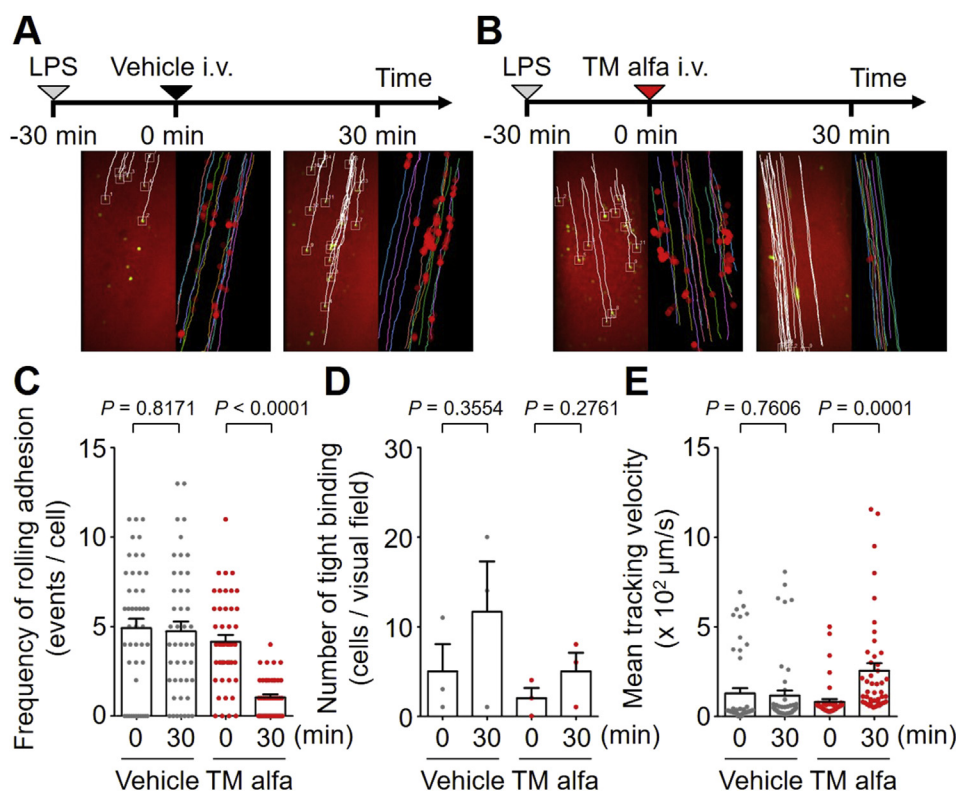 A
LPS
Vehicle i.v.
Time
-30 min
0 min
30 min
B
LPS
TM alfa i.v.
Time
-30 min
0 min
30 min
C
P = 0.8171
P < 0.0001
Frequency of rolling adhesion
(events / cell)
15
10
5
0
0
30
0
30
(min)
Vehicle
TM alfa
D
P = 0.3554
P = 0.2761
Number of tight binding
(cells / visual field)
30
20
10
0
0
30
0
30
(min)
Vehicle
TM alfa
E
P = 0.7606
P = 0.0001
Mean tracking velocity
(x 10² µm/s)
15
10
5
0
0
30
0
30
(min)
Vehicle
TM alfa